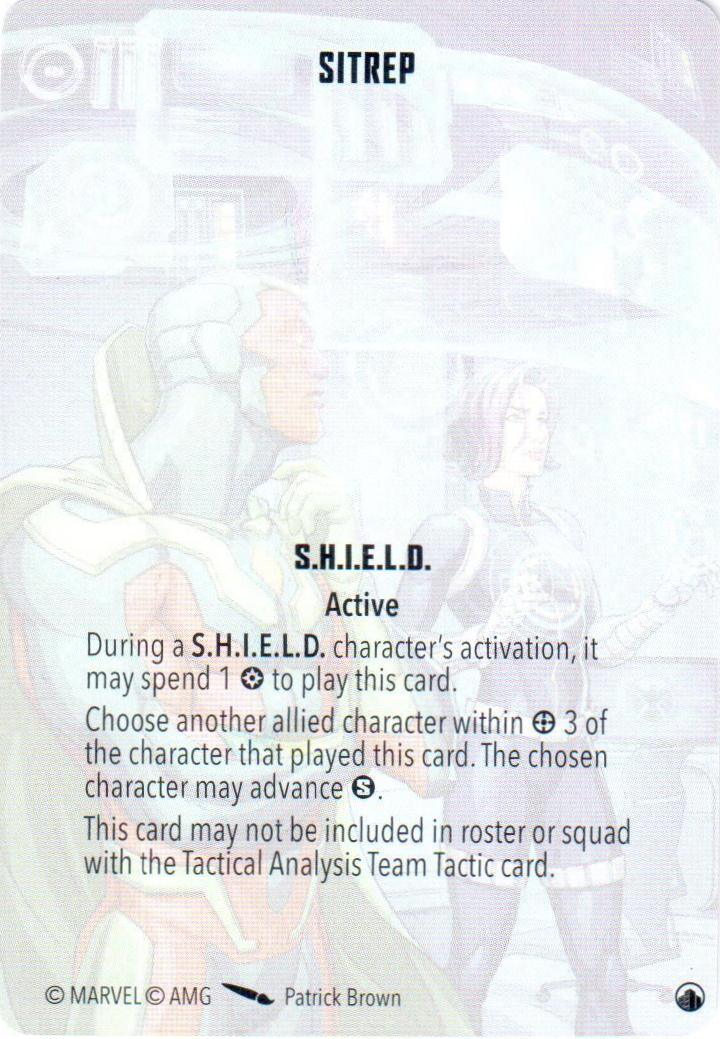 SITREP
S.H.I.E.L.D.
Active
During a S.H.I.E.L.D. character's activation, it
may spend 1 to play this card.
Choose another allied character within 3 of
the character that played this card. The chosen
character may advance S.
This card may not be included in roster or squad
with the Tactical Analysis Team Tactic card.
© MARVEL © AMG Patrick Brown